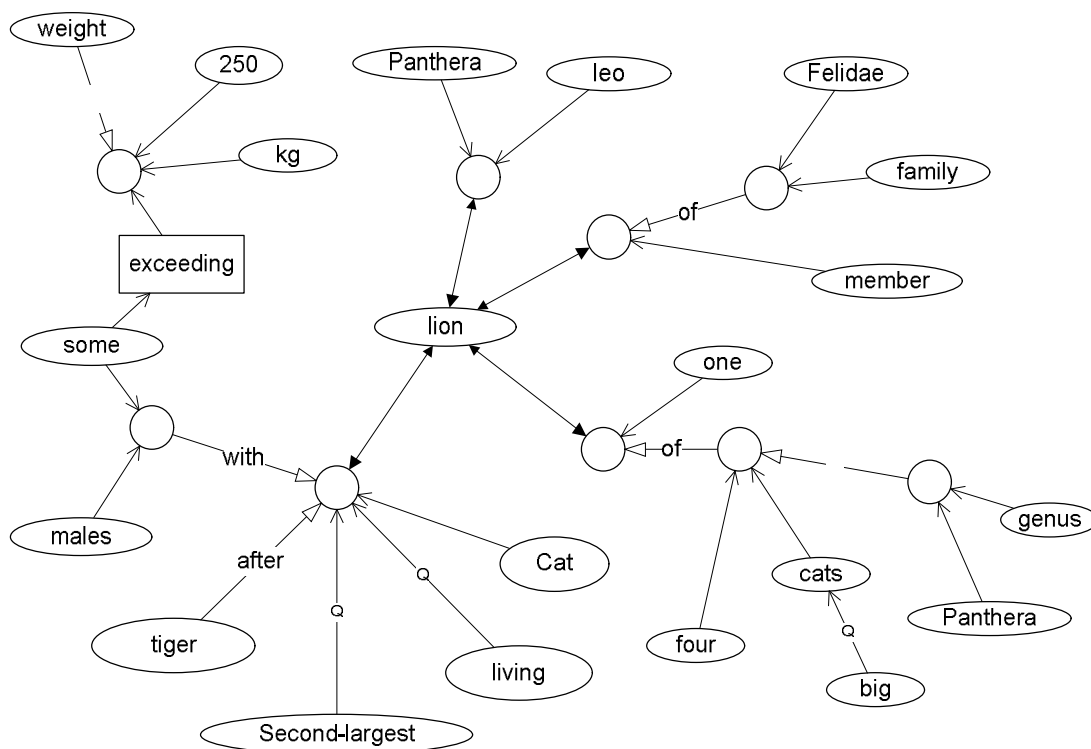 weight
250
Panthera
leo
Felidae
kg
family
of
exceeding
member
lion
some
one
with
of
males
genus
after
Cat
Q
cats
Q
Panthera
tiger
four
Q
living
big
Second-largest